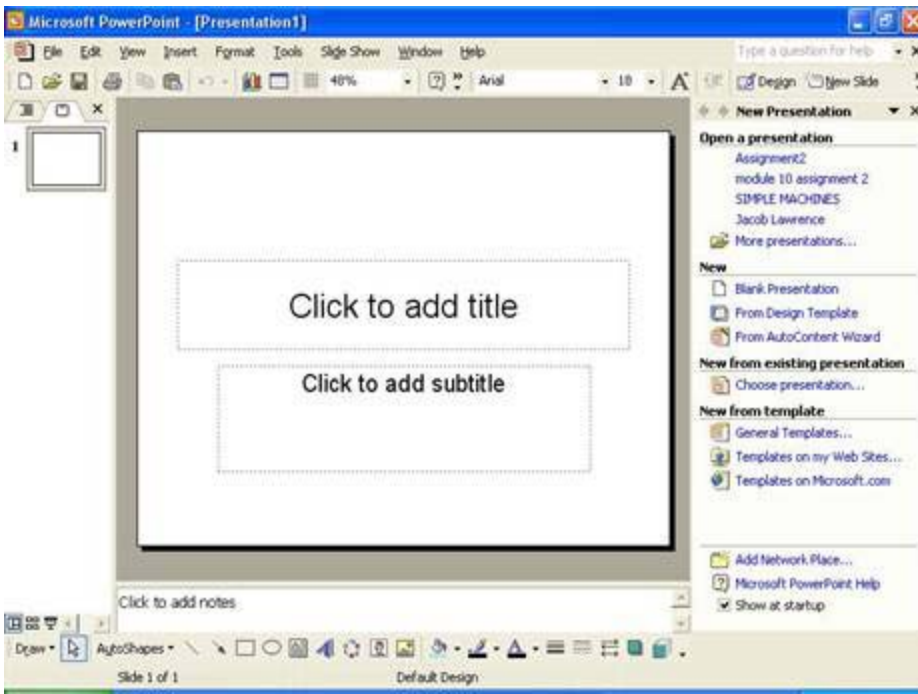 Microsoft PowerPoint - [Presentation1]
File Edit View Insert Format Tools Slide Show Window Help Type a question for help
48% Arial 18 A Design New Slide
New Presentation
1
Open a presentation
Assignment2
module 10 assignment 2
SIMPLE MACHINES
Jacob Lawrence
More presentations...
New
Blank Presentation
From Design Template
From AutoContent Wizard
New from existing presentation
Choose presentation...
New from template
General Templates...
Templates on my Web Sites...
Templates on Microsoft.com
Add Network Place...
Microsoft PowerPoint Help
Show at startup
Click to add title
Click to add subtitle
Click to add notes
Draw AutoShapes
Slide 1 of 1 Default Design